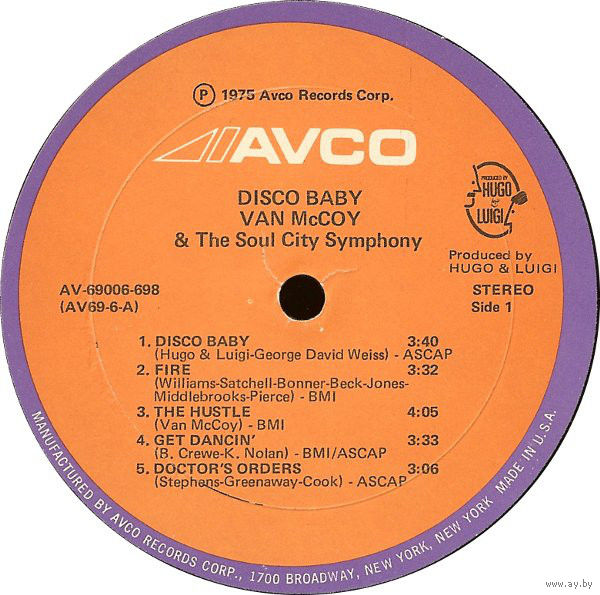 ℗ 1975 Avco Records Corp.
AVCO
PRODUCED BY
HUGO
by
LUIGI
DISCO BABY
VAN McCOY
& The Soul City Symphony
Produced by
HUGO & LUIGI
AV-69006-698
(AV69-6-A)
STEREO
Side 1
1. DISCO BABY 3:40
(Hugo & Luigi-George David Weiss) - ASCAP
2. FIRE 3:32
(Williams-Satchell-Bonner-Beck-Jones-
Middlebrooks-Pierce) - BMI
3. THE HUSTLE 4:05
(Van McCoy) - BMI
4. GET DANCIN' 3:33
(B. Crewe-K. Nolan) - BMI/ASCAP
5. DOCTOR'S ORDERS 3:06
(Stephens-Greenaway-Cook) - ASCAP
MANUFACTURED BY AVCO RECORDS CORP., 1700 BROADWAY, NEW YORK, NEW YORK MADE IN U.S.A.
www.ay.by